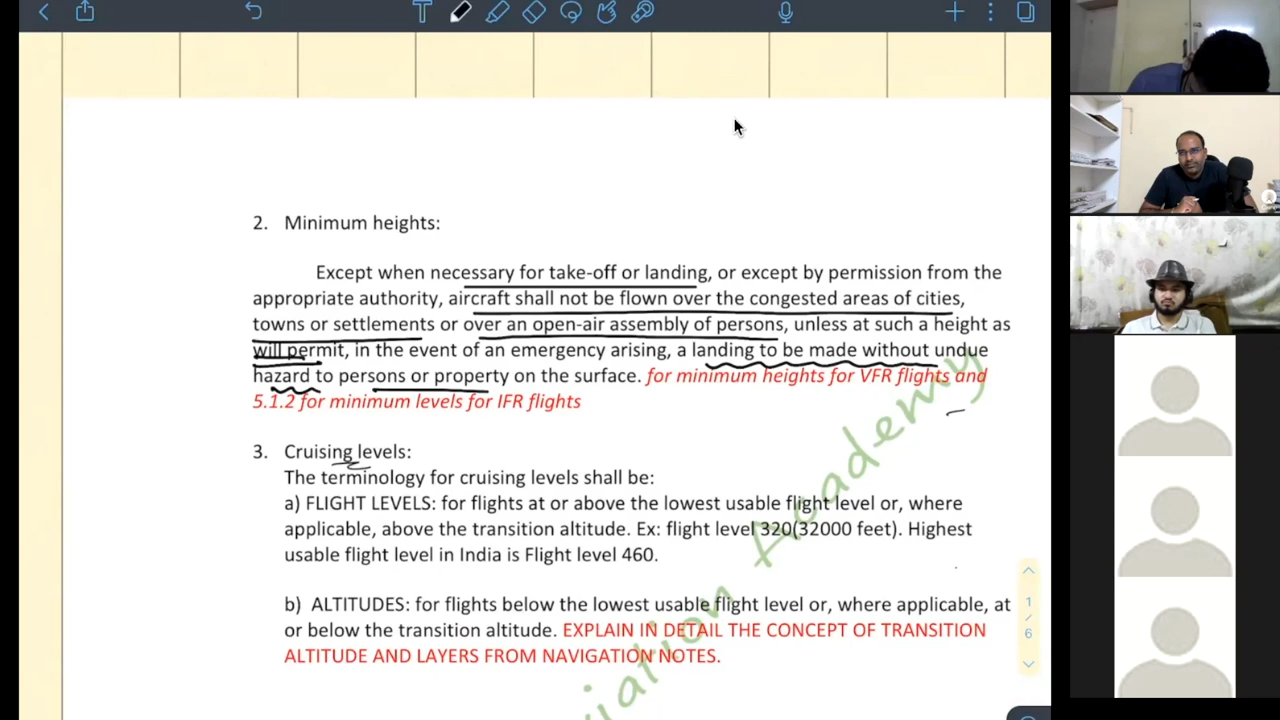 2. Minimum heights:
Except when necessary for take-off or landing, or except by permission from the
appropriate authority, aircraft shall not be flown over the congested areas of cities,
towns or settlements or over an open-air assembly of persons, unless at such a height as
will permit, in the event of an emergency arising, a landing to be made without undue
hazard to persons or property on the surface. for minimum heights for VFR flights and
5.1.2 for minimum levels for IFR flights
3. Cruising levels:
The terminology for cruising levels shall be:
a) FLIGHT LEVELS: for flights at or above the lowest usable flight level or, where
applicable, above the transition altitude. Ex: flight level 320(32000 feet). Highest
usable flight level in India is Flight level 460.
b) ALTITUDES: for flights below the lowest usable flight level or, where applicable, at
or below the transition altitude. EXPLAIN IN DETAIL THE CONCEPT OF TRANSITION
ALTITUDE AND LAYERS FROM NAVIGATION NOTES.
1
/
6
viation Academy